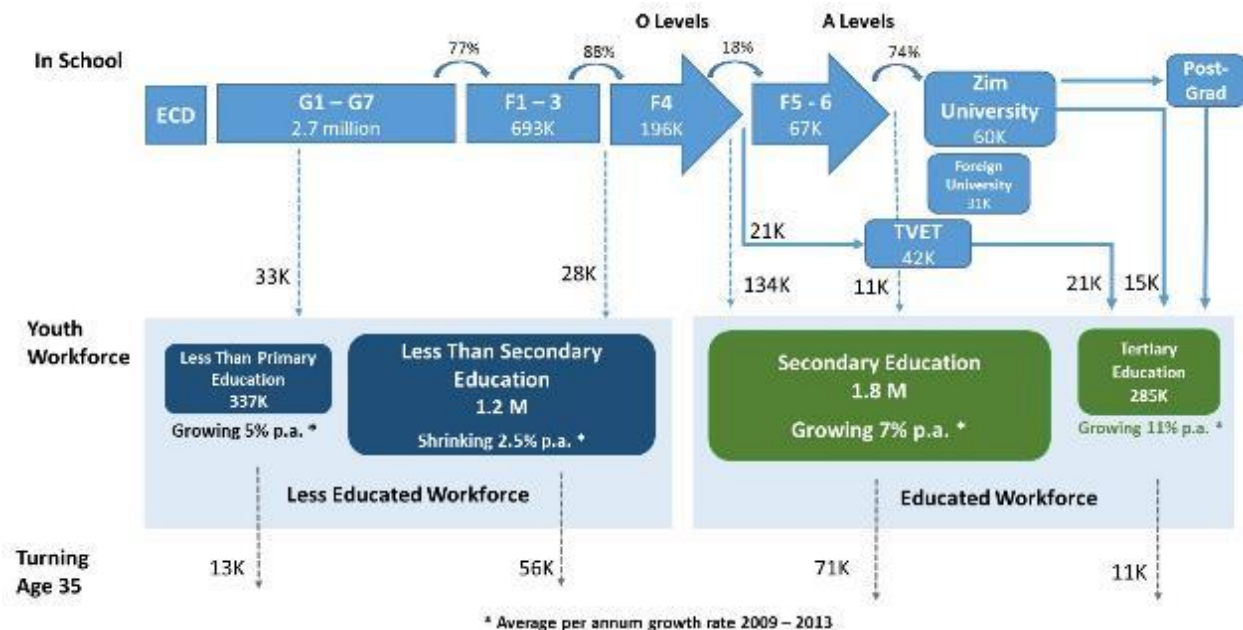 O Levels
A Levels
In School
77%
88%
18%
74%
ECD
G1 – G7
2.7 million
F1 – 3
693K
F4
196K
F5 - 6
67K
Zim
University
60K
Post-
Grad
Foreign
University
31K
21K
TVET
42K
33K
28K
134K
11K
21K
15K
Youth
Workforce
Less Than Primary
Education
337K
Growing 5% p.a. *
Less Than Secondary
Education
1.2 M
Shrinking 2.5% p.a. *
Secondary Education
1.8 M
Growing 7% p.a. *
Tertiary
Education
285K
Growing 11% p.a. *
Less Educated Workforce
Educated Workforce
Turning
Age 35
13K
56K
71K
11K
* Average per annum growth rate 2009 – 2013